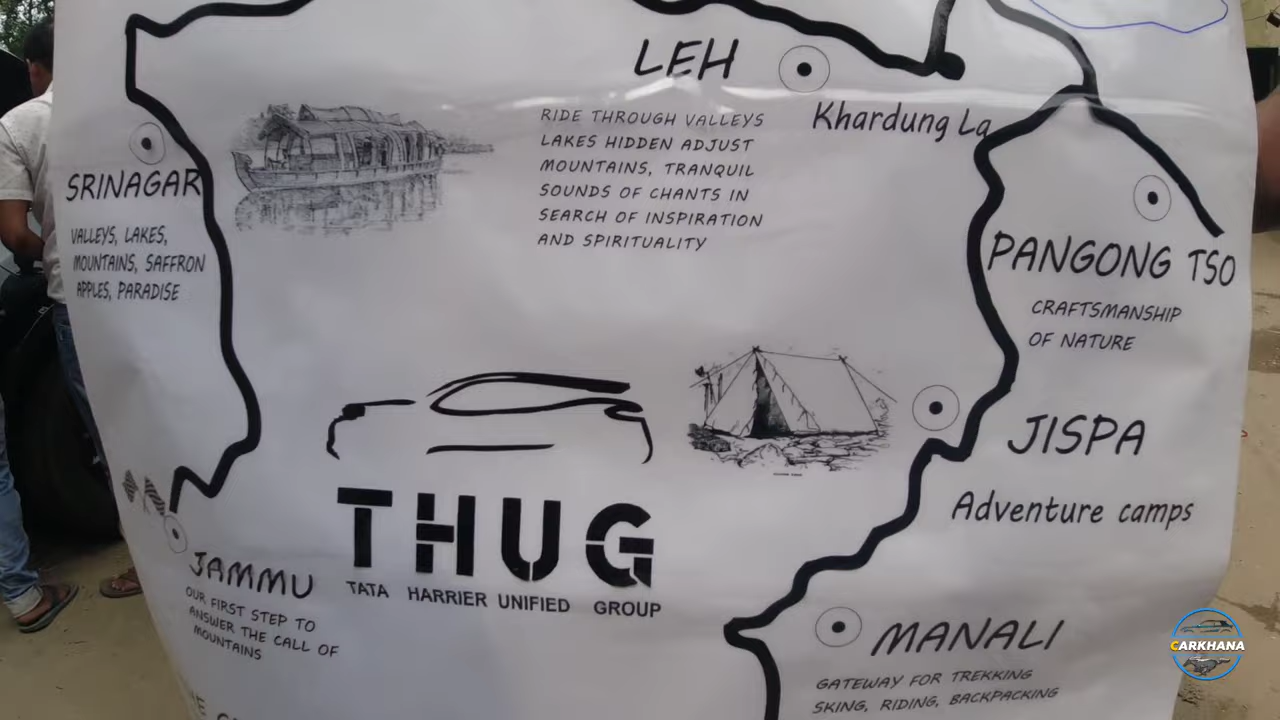 LEH
Khardung La
RIDE THROUGH VALLEYS
LAKES HIDDEN ADJUST
MOUNTAINS, TRANQUIL
SOUNDS OF CHANTS IN
SEARCH OF INSPIRATION
AND SPIRITUALITY
SRINAGAR
VALLEYS, LAKES,
MOUNTAINS, SAFFRON
APPLES, PARADISE
PANGONG TSO
CRAFTSMANSHIP
OF NATURE
JISPA
Adventure camps
THUG
TATA HARRIER UNIFIED GROUP
JAMMU
OUR FIRST STEP TO
ANSWER THE CALL OF
MOUNTAINS
MANALI
GATEWAY FOR TREKKING
SKING, RIDING, BACKPACKING
CARKHANA